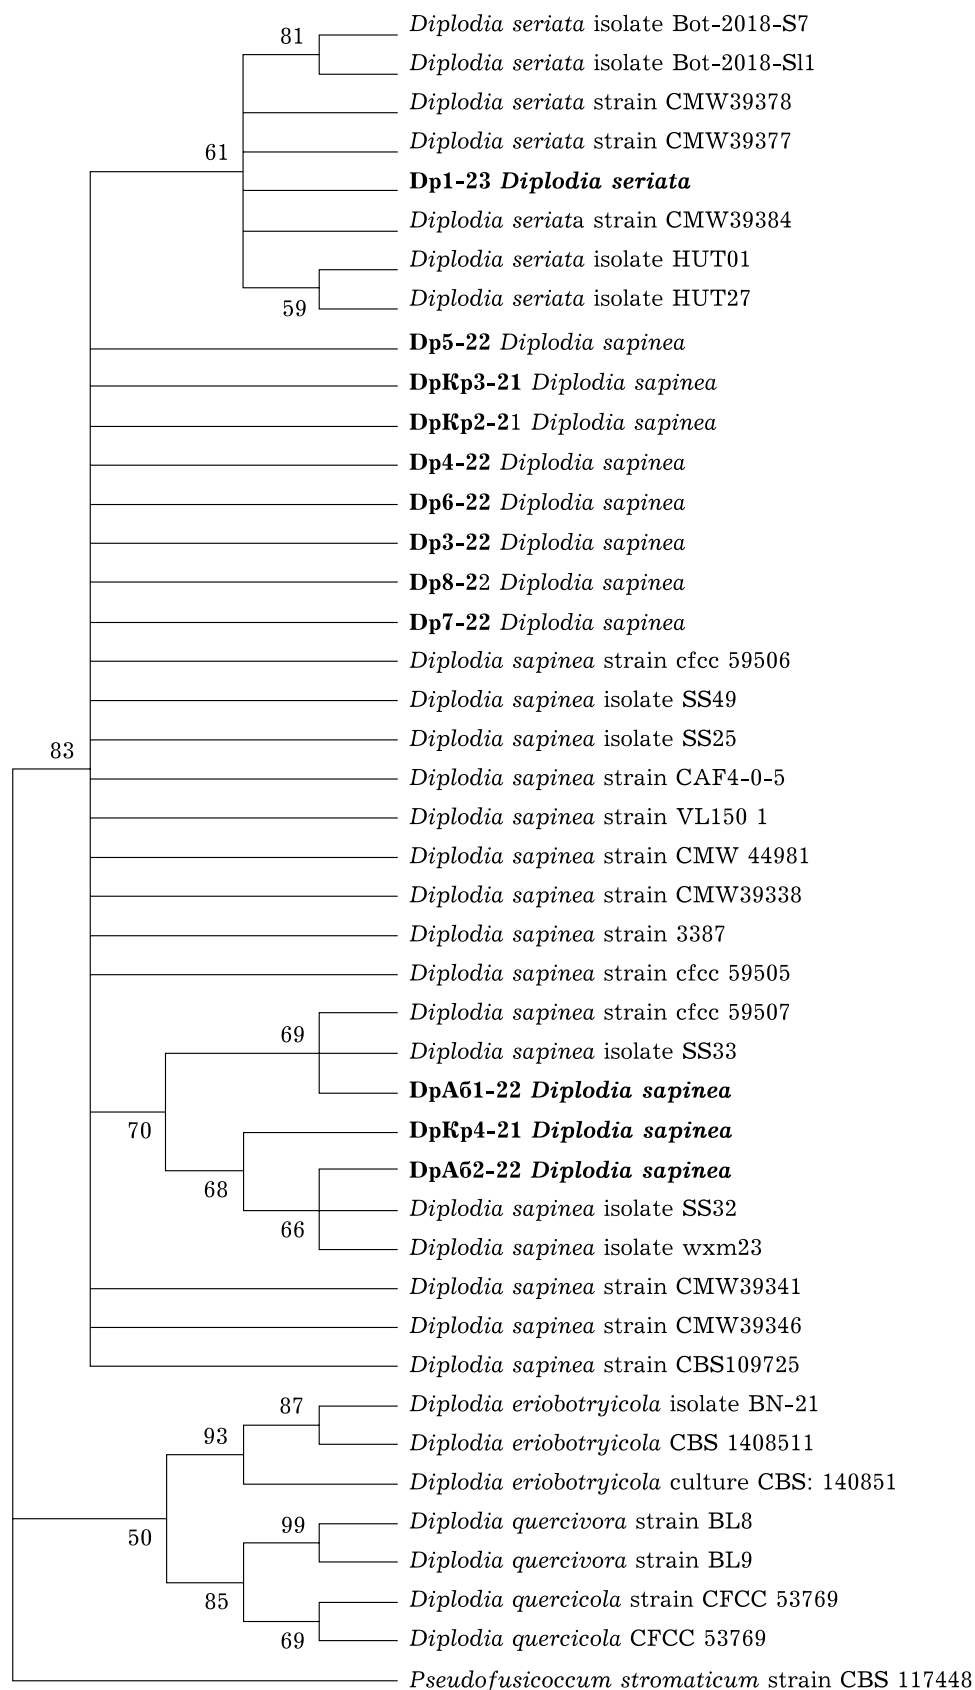 Diplodia seriata isolate Bot-2018-S7
81
Diplodia seriata isolate Bot-2018-Sl1
Diplodia seriata strain CMW39378
Diplodia seriata strain CMW39377
61
Dp1-23 Diplodia seriata
Diplodia seriata strain CMW39384
Diplodia seriata isolate HUT01
Diplodia seriata isolate HUT27
59
Dp5-22 Diplodia sapinea
DpКр3-21 Diplodia sapinea
DpКр2-21 Diplodia sapinea
Dp4-22 Diplodia sapinea
Dp6-22 Diplodia sapinea
Dp3-22 Diplodia sapinea
Dp8-22 Diplodia sapinea
Dp7-22 Diplodia sapinea
Diplodia sapinea strain cfcc 59506
Diplodia sapinea isolate SS49
Diplodia sapinea isolate SS25
83
Diplodia sapinea strain CAF4-0-5
Diplodia sapinea strain VL150 1
Diplodia sapinea strain CMW 44981
Diplodia sapinea strain CMW39338
Diplodia sapinea strain 3387
Diplodia sapinea strain cfcc 59505
Diplodia sapinea strain cfcc 59507
69
Diplodia sapinea isolate SS33
DpАб1-22 Diplodia sapinea
70
DpКр4-21 Diplodia sapinea
DpАб2-22 Diplodia sapinea
68
Diplodia sapinea isolate SS32
66
Diplodia sapinea isolate wxm23
Diplodia sapinea strain CMW39341
Diplodia sapinea strain CMW39346
Diplodia sapinea strain CBS109725
87
Diplodia eriobotryicola isolate BN-21
93
Diplodia eriobotryicola CBS 1408511
Diplodia eriobotryicola culture CBS: 140851
99
Diplodia quercivora strain BL8
50
Diplodia quercivora strain BL9
85
Diplodia quercicola strain CFCC 53769
69
Diplodia quercicola CFCC 53769
Pseudofusicoccum stromaticum strain CBS 117448